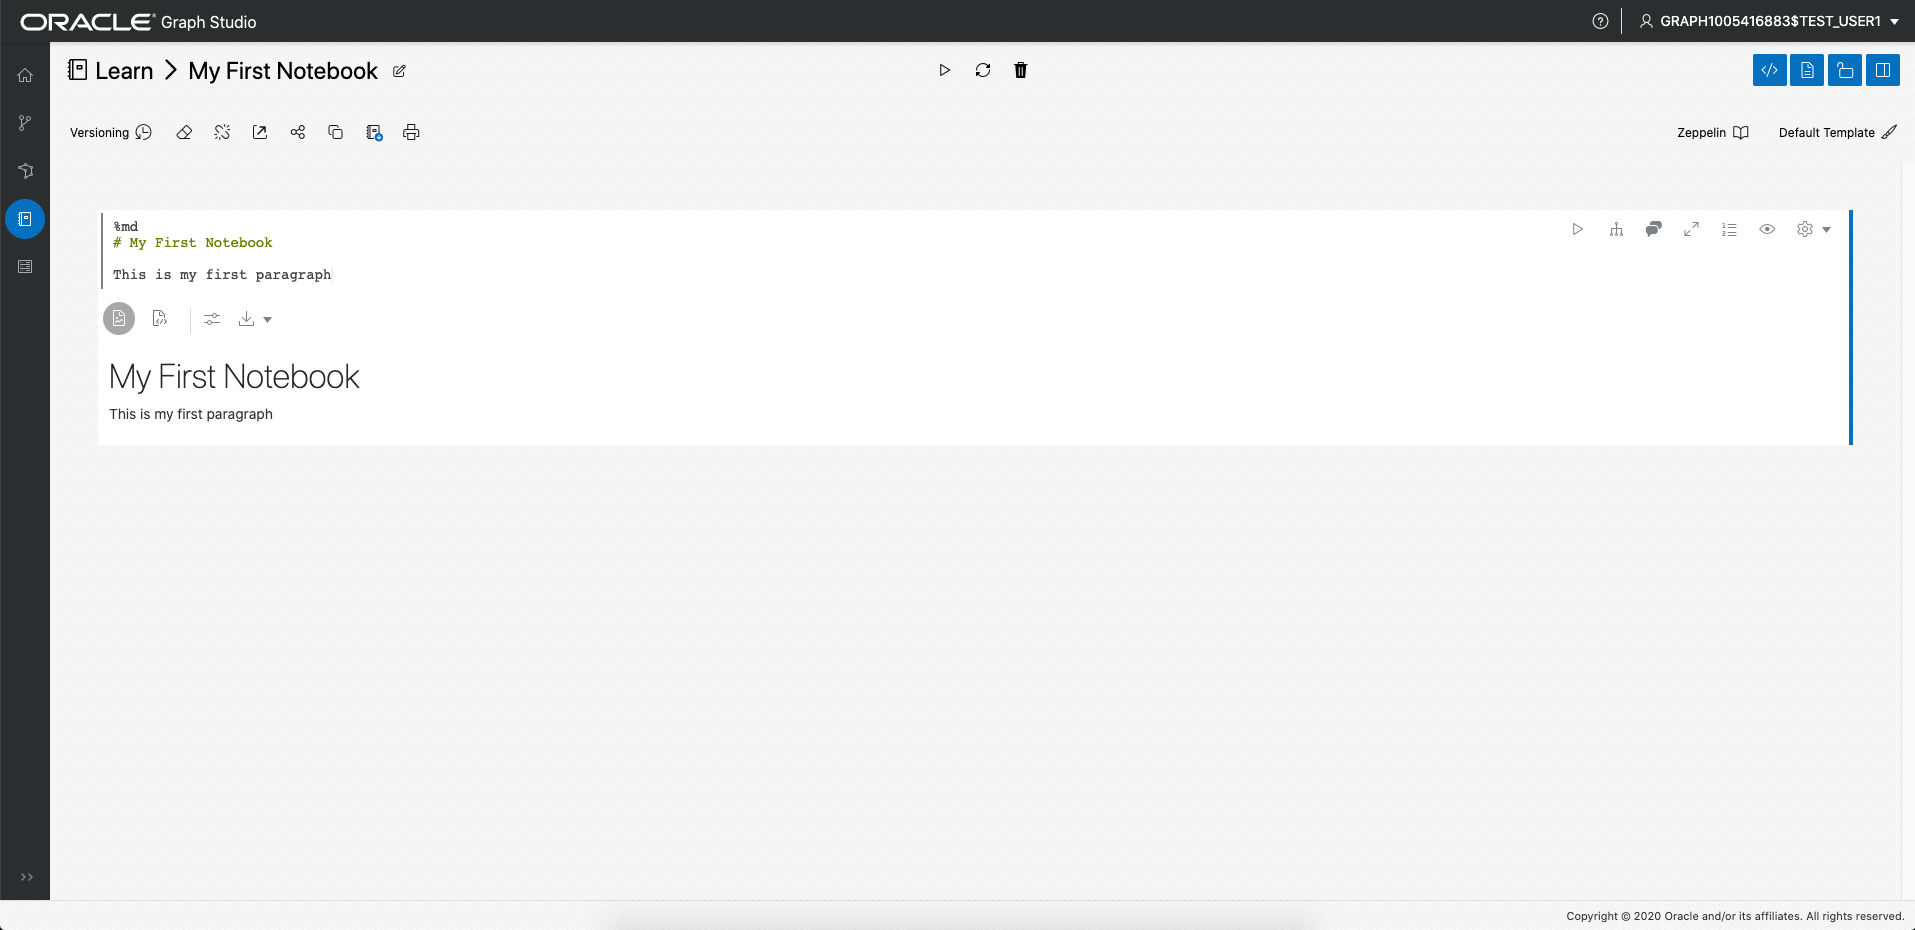 ORACLE® Graph Studio
GRAPH1005416883$TEST_USER1
Learn > My First Notebook
Versioning
Zeppelin
Default Template
%md
# My First Notebook
This is my first paragraph
My First Notebook
This is my first paragraph
Copyright © 2020 Oracle and/or its affiliates. All rights reserved.